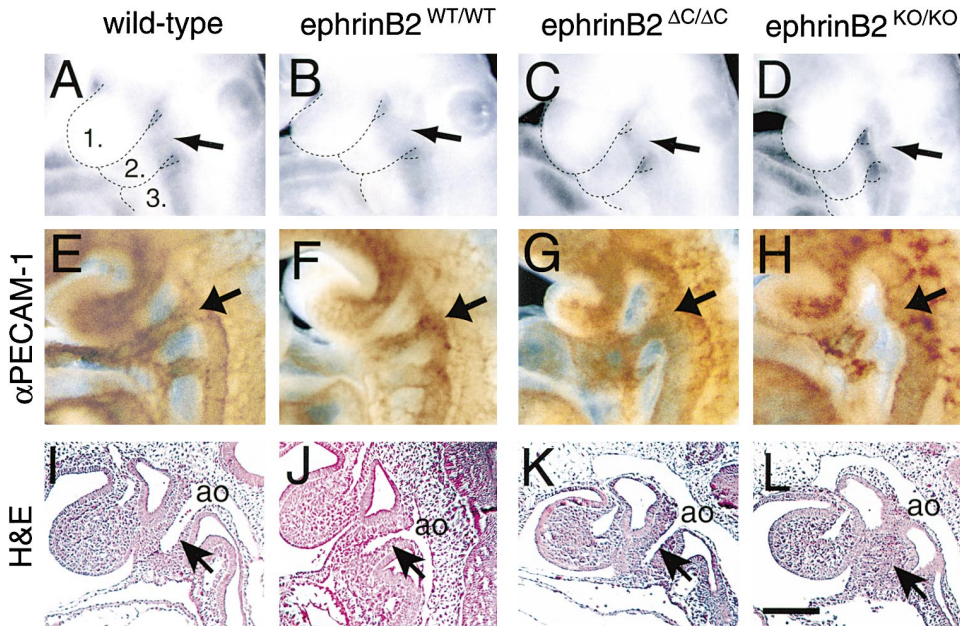 wild-type ephrinB2 WT/WT ephrinB2 ΔC/ΔC ephrinB2 KO/KO
A B C D
1.
2.
3.
αPECAM-1
E F G H
H&E
I J K L
ao ao ao ao